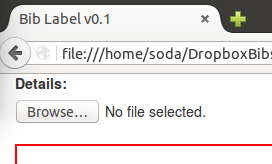 Bib Label v0.1
file:///home/soda/DropboxBibs
Details:
Browse... No file selected.